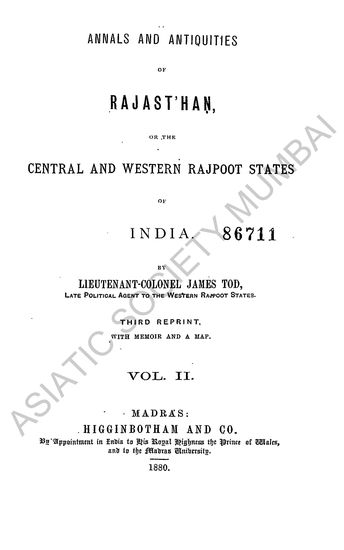 ANNALS AND ANTIQUITIES
OF
RAJAST'HAN,
OR THE
CENTRAL AND WESTERN RAJPOOT STATES
OF
INDIA.
86711
BY
LIEUTENANT-COLONEL JAMES TOD,
LATE POLITICAL AGENT TO THE WESTERN RAJPOOT STATES.
THIRD REPRINT,
WITH MEMOIR AND A MAP.
VOL. II.
MADRAS:
HIGGINBOTHAM AND CO.
By Appointment in India to His Royal Highness the Prince of Wales,
and to the Madras University.
1880.
ASIATIC SOCIETY MUMBAI